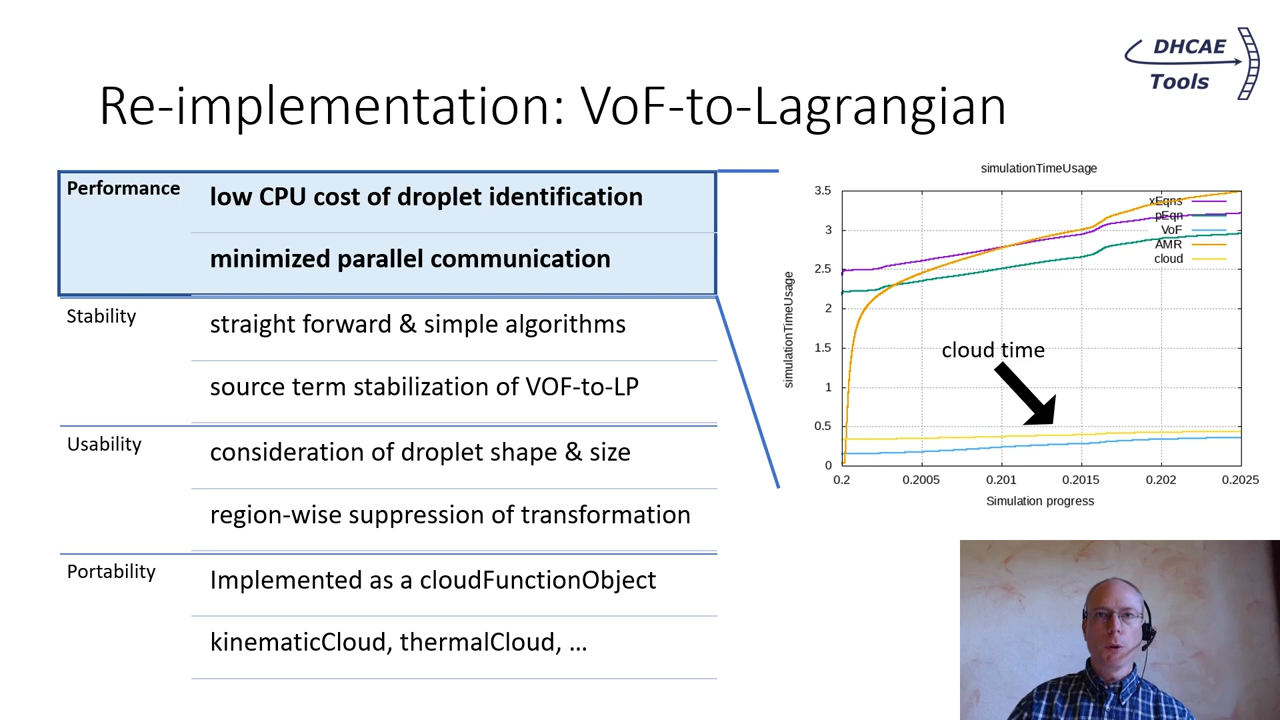 DHCAE
Tools
Re-implementation: VoF-to-Lagrangian
Performance
low CPU cost of droplet identification
minimized parallel communication
Stability
straight forward & simple algorithms
source term stabilization of VOF-to-LP
Usability
consideration of droplet shape & size
region-wise suppression of transformation
Portability
Implemented as a cloudFunctionObject
kinematicCloud, thermalCloud, ...
simulationTimeUsage
3.5
3
2.5
2
1.5
1
0.5
0
simulationTimeUsage
xEqns
pEqn
VoF
AMR
cloud
cloud time
0.2
0.2005
0.201
0.2015
0.202
0.2025
Simulation progress